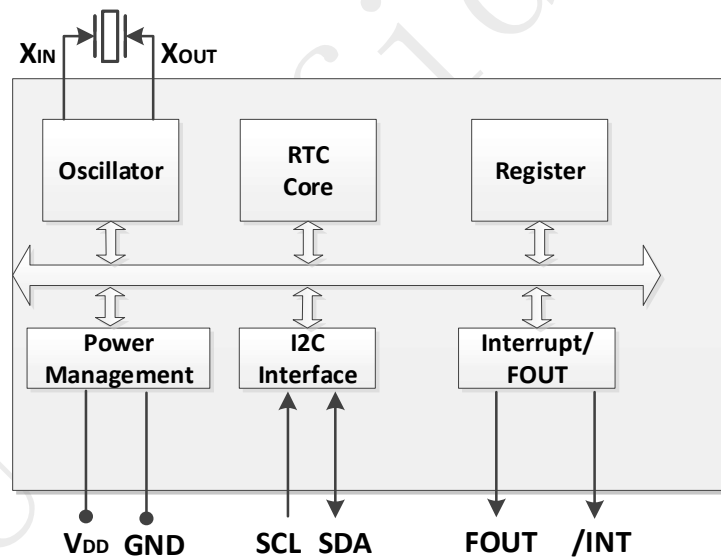 XIN XOUT
Oscillator
RTC
Core
Register
Power
Management
I2C
Interface
Interrupt/
FOUT
VDD GND SCL SDA FOUT /INT